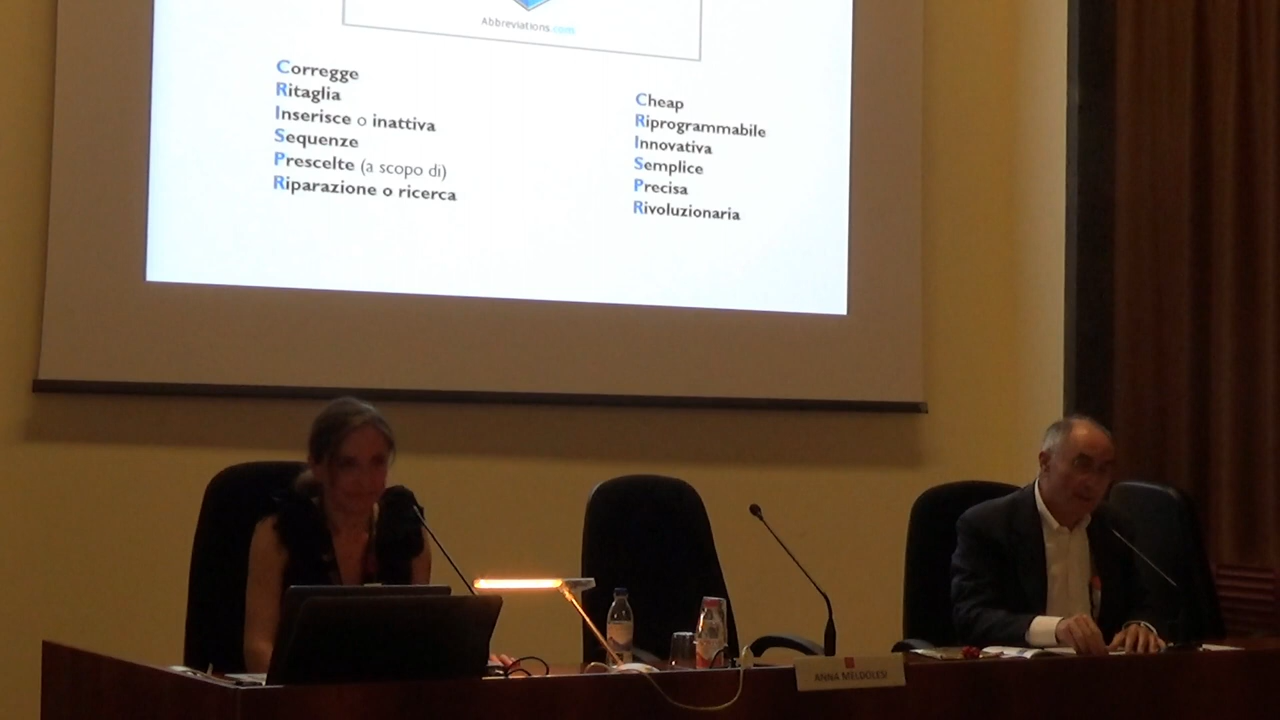 Abbreviations.com
Corregge
Ritaglia
Inserisce o inattiva
Sequenze
Prescelte (a scopo di)
Riparazione o ricerca
Cheap
Riprogrammabile
Innovativa
Semplice
Precisa
Rivoluzionaria
ANNA MELDOLESI